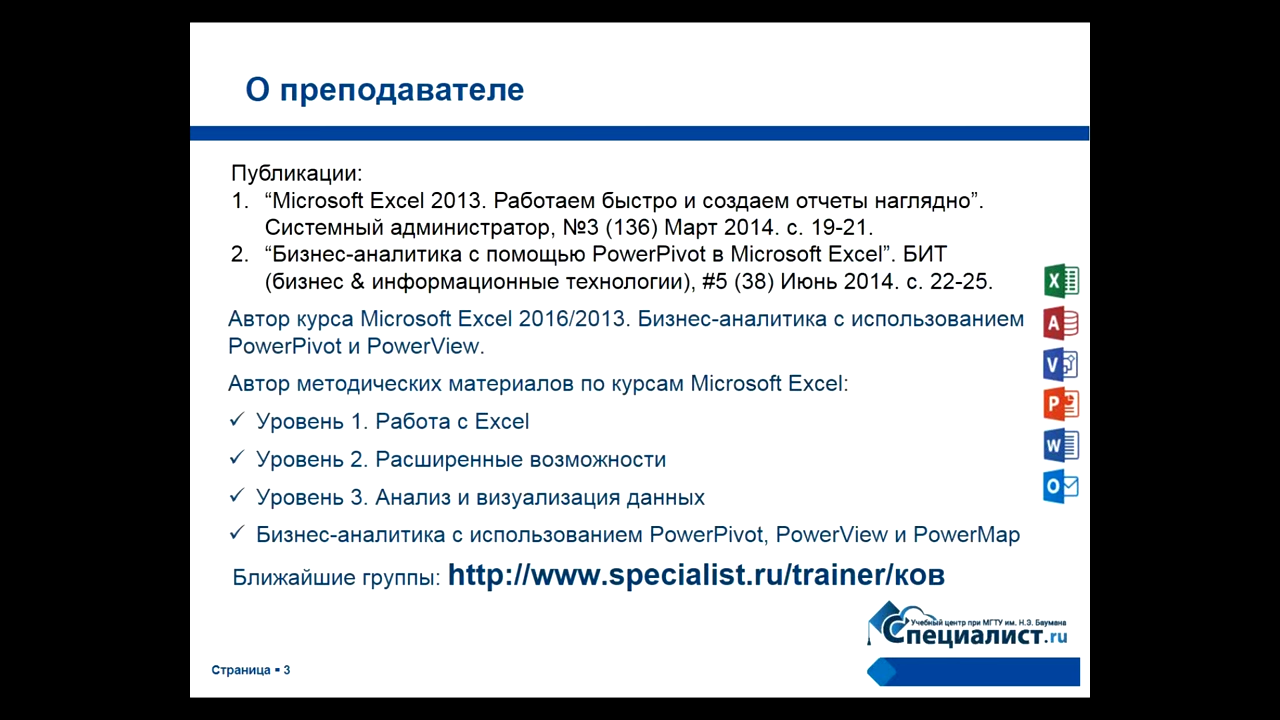 О преподавателе
Публикации:
1. “Microsoft Excel 2013. Работаем быстро и создаем отчеты наглядно”.
Системный администратор, №3 (136) Март 2014. с. 19-21.
2. “Бизнес-аналитика с помощью PowerPivot в Microsoft Excel”. БИТ
(бизнес & информационные технологии), #5 (38) Июнь 2014. с. 22-25.
Автор курса Microsoft Excel 2016/2013. Бизнес-аналитика с использованием
PowerPivot и PowerView.
Автор методических материалов по курсам Microsoft Excel:
✓ Уровень 1. Работа с Excel
✓ Уровень 2. Расширенные возможности
✓ Уровень 3. Анализ и визуализация данных
✓ Бизнес-аналитика с использованием PowerPivot, PowerView и PowerMap
Ближайшие группы: http://www.specialist.ru/trainer/ков
X
A
V
P
W
O
Учебный центр при МГТУ им. Н.Э. Баумана
Специалист.ru
Страница ▪ 3